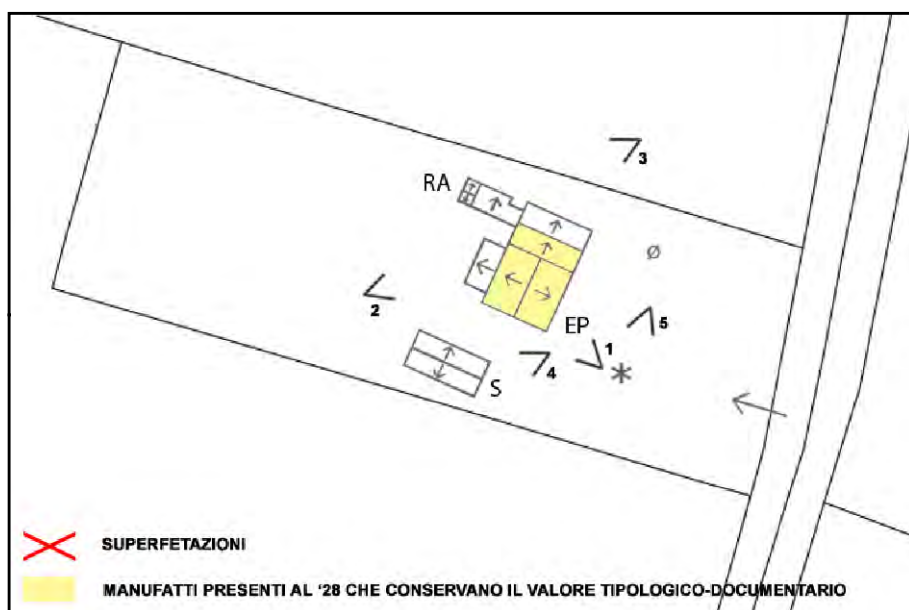 3
RA
2
EP
5
1
4
S
SUPERFETAZIONI
MANUFATTI PRESENTI AL '28 CHE CONSERVANO IL VALORE TIPOLOGICO-DOCUMENTARIO